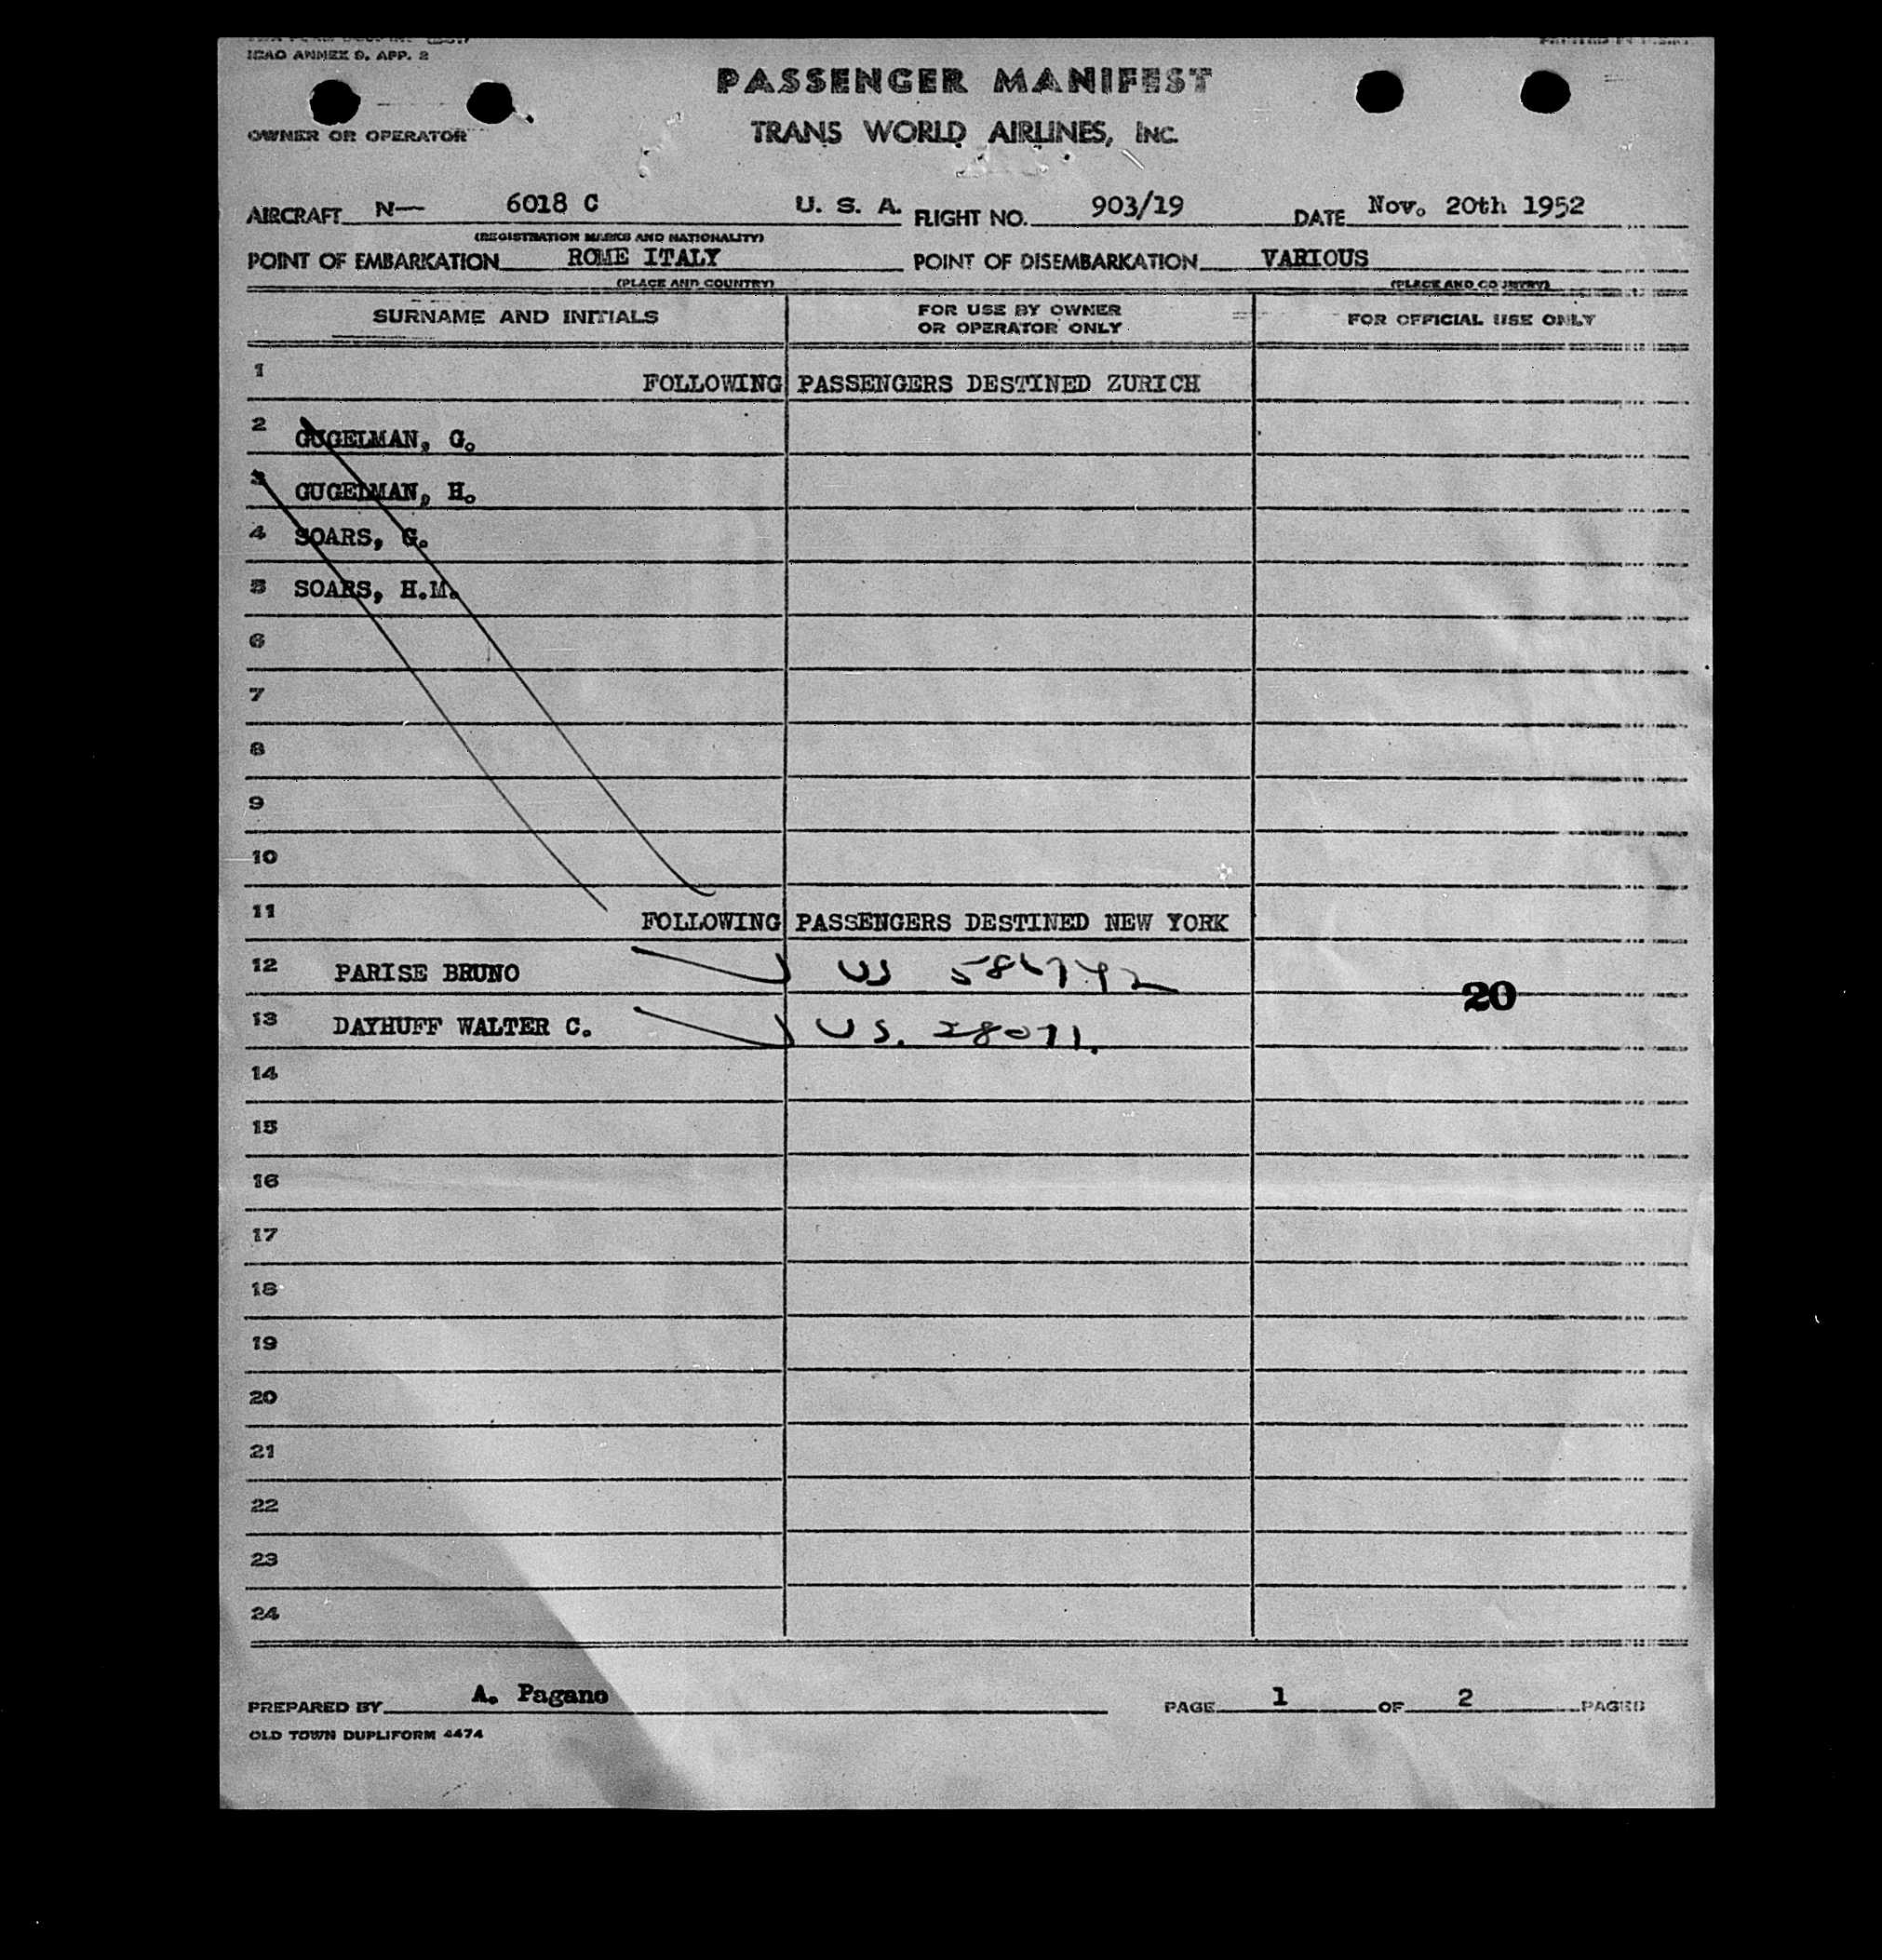 ICAO ANNEX 9, APP. 2
PASSENGER MANIFEST
OWNER OR OPERATOR
TRANS WORLD AIRLINES, INC.
AIRCRAFT N— 6018 C U. S. A. FLIGHT NO. 903/19 DATE Nov. 20th 1952
(REGISTRATION MARKS AND NATIONALITY)
POINT OF EMBARKATION ROME ITALY POINT OF DISEMBARKATION VARIOUS
(PLACE AND COUNTRY) (PLACE AND COUNTRY)
SURNAME AND INITIALS FOR USE BY OWNER OR OPERATOR ONLY FOR OFFICIAL USE ONLY
1 FOLLOWING PASSENGERS DESTINED ZURICH
2 GUGELMAN, G.
3 GUGELMAN, H.
4 SOARS, G.
5 SOARS, H.M.
6
7
8
9
10
11 FOLLOWING PASSENGERS DESTINED NEW YORK
12 PARISE BRUNO US
20
13 DAYHUFF WALTER C. US. 28071.
14
15
16
17
18
19
20
21
22
23
24
PREPARED BY A. Pagano PAGE 1 OF 2 PAGES
OLD TOWN DUPLIFORM 4474